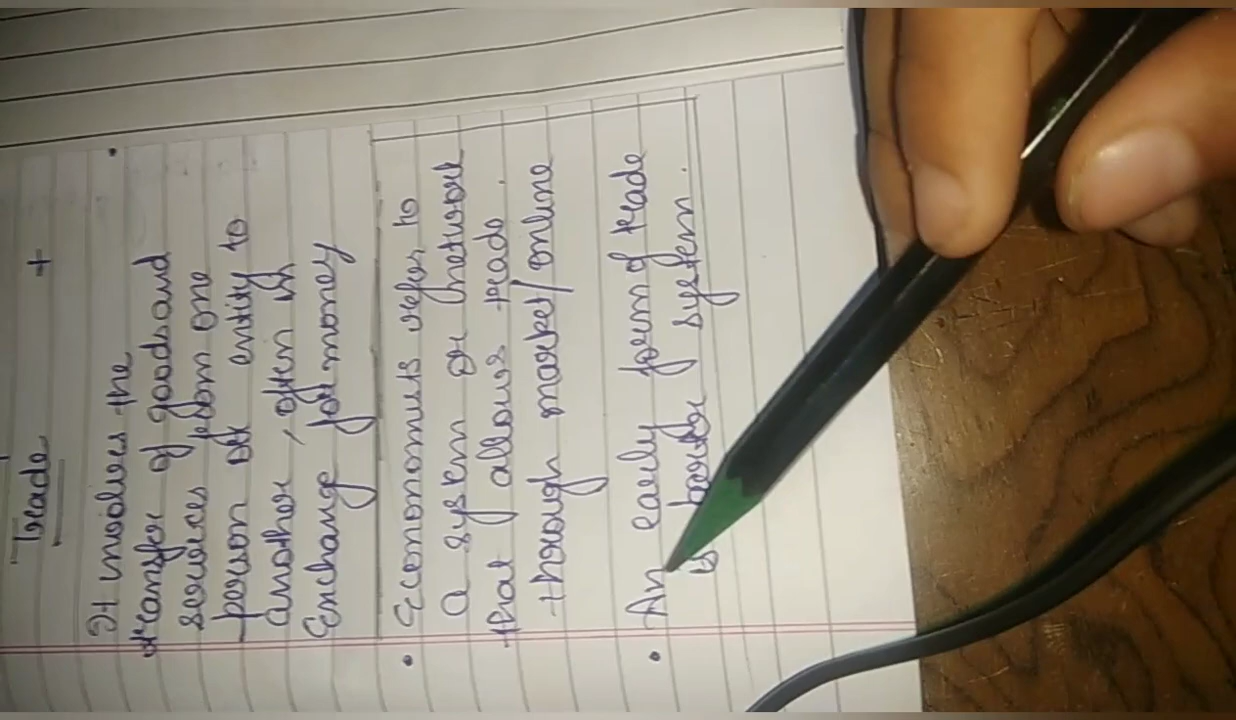 Trade +
It involves the
transfer of goods and
services from one
person or entity to
another, often in
Exchange for money
• Economomists refer to
a system or network
that allows trade
through market/online
• An early form of trade
is barter system.